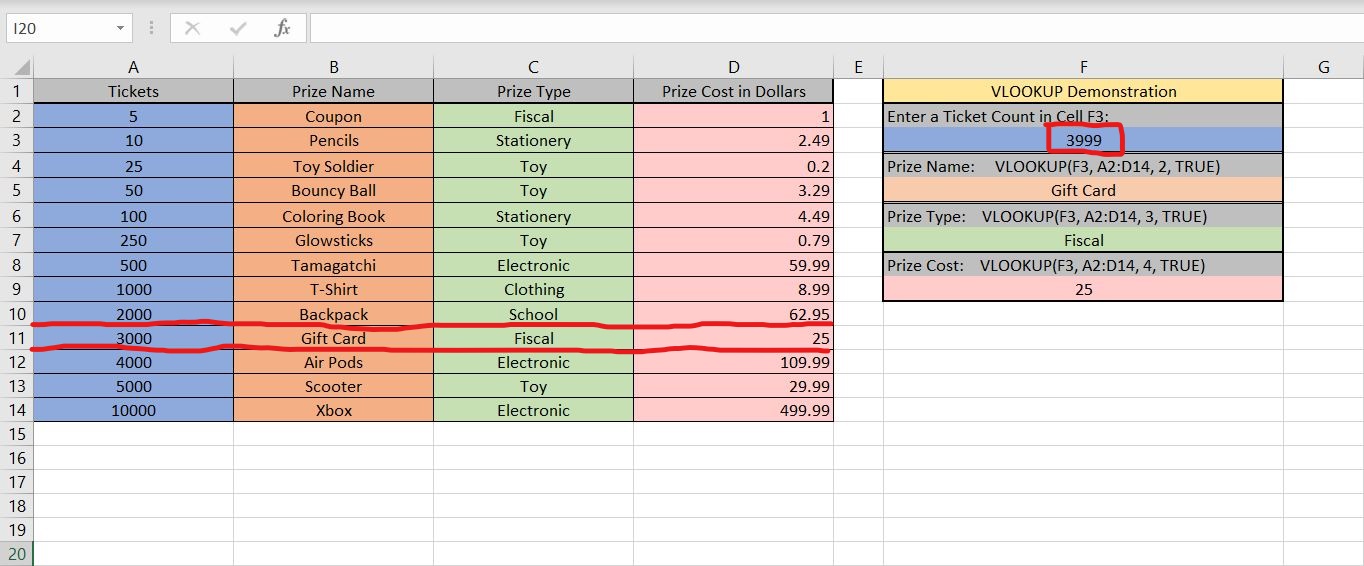 I20 fx
A B C D E F G
1 Tickets Prize Name Prize Type Prize Cost in Dollars VLOOKUP Demonstration
2 5 Coupon Fiscal 1 Enter a Ticket Count in Cell F3:
3 10 Pencils Stationery 2.49 3999
4 25 Toy Soldier Toy 0.2 Prize Name: VLOOKUP(F3, A2:D14, 2, TRUE)
5 50 Bouncy Ball Toy 3.29 Gift Card
6 100 Coloring Book Stationery 4.49 Prize Type: VLOOKUP(F3, A2:D14, 3, TRUE)
7 250 Glowsticks Toy 0.79 Fiscal
8 500 Tamagatchi Electronic 59.99 Prize Cost: VLOOKUP(F3, A2:D14, 4, TRUE)
9 1000 T-Shirt Clothing 8.99 25
10 2000 Backpack School 62.95
11 3000 Gift Card Fiscal 25
12 4000 Air Pods Electronic 109.99
13 5000 Scooter Toy 29.99
14 10000 Xbox Electronic 499.99
15
16
17
18
19
20